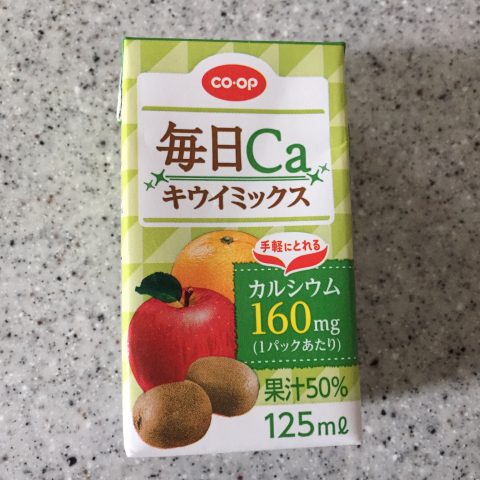 CO·OP
毎日Ca
キウイミックス
手軽にとれる
カルシウム
160mg
(1パックあたり)
果汁50%
125mℓ